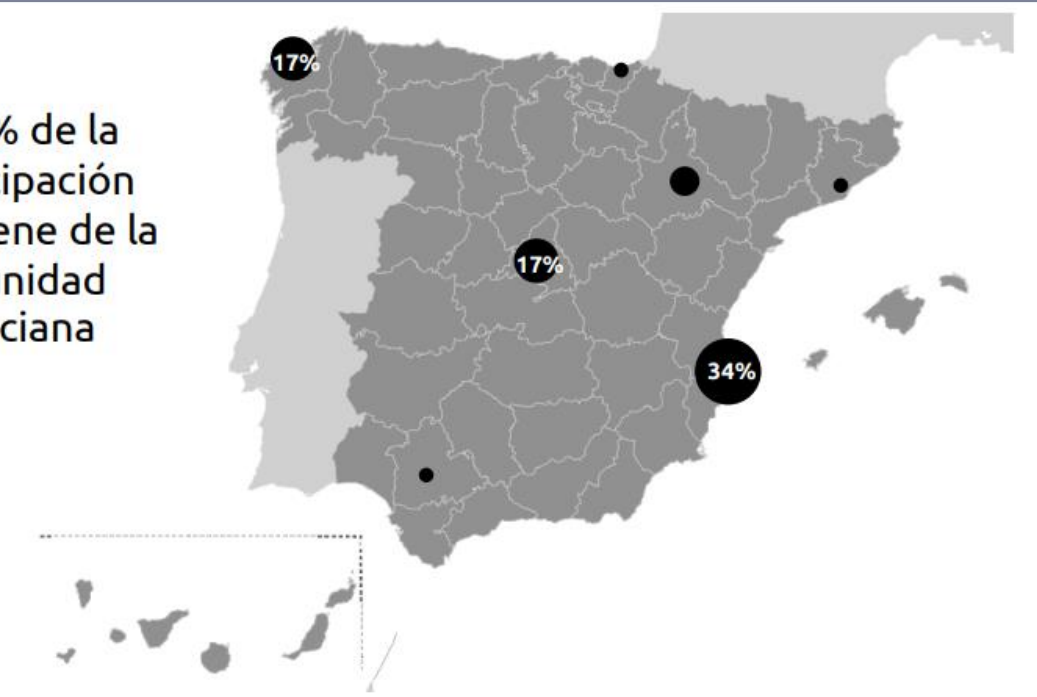 % de la
ipación
ene de la
nidad
ciana
17%
17%
34%